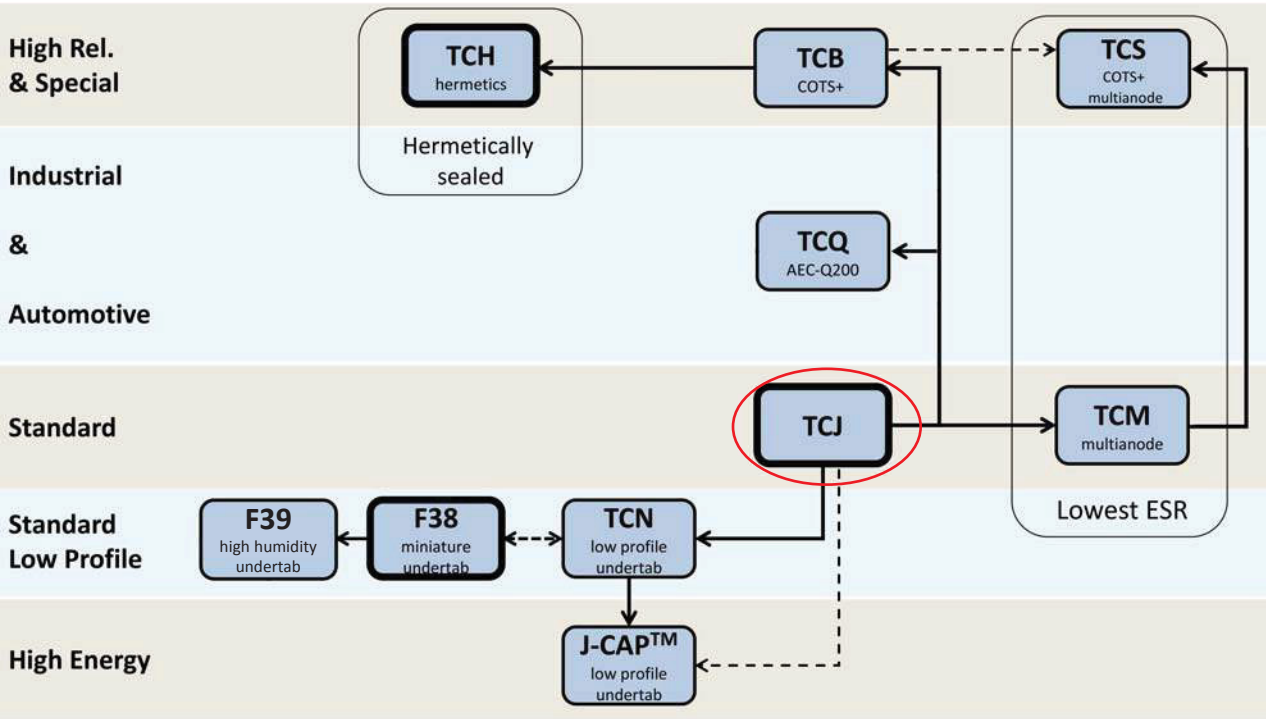 High Rel.
& Special
TCH
hermetics
Hermetically
sealed
TCB
COTS+
TCS
COTS+
multianode
Industrial
&
Automotive
TCQ
AEC-Q200
Standard
TCJ
TCM
multianode
Lowest ESR
Standard
Low Profile
F39
high humidity
undertab
F38
miniature
undertab
TCN
low profile
undertab
High Energy
J-CAP™
low profile
undertab